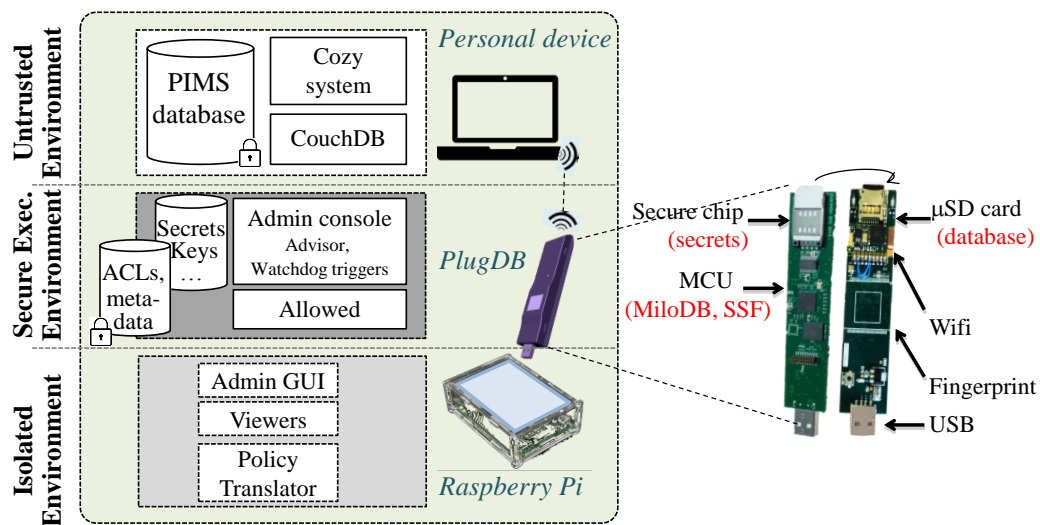 Untrusted
Environment
PIMS
database
Cozy
system
CouchDB
Personal device
Secure Exec.
Environment
Secrets
Keys
…
ACLs,
meta-
data
Admin console
Advisor,
Watchdog triggers
Allowed
PlugDB
Isolated
Environment
Admin GUI
Viewers
Policy
Translator
Raspberry Pi
Secure chip
(secrets)
MCU
(MiloDB, SSF)
μSD card
(database)
Wifi
Fingerprint
USB